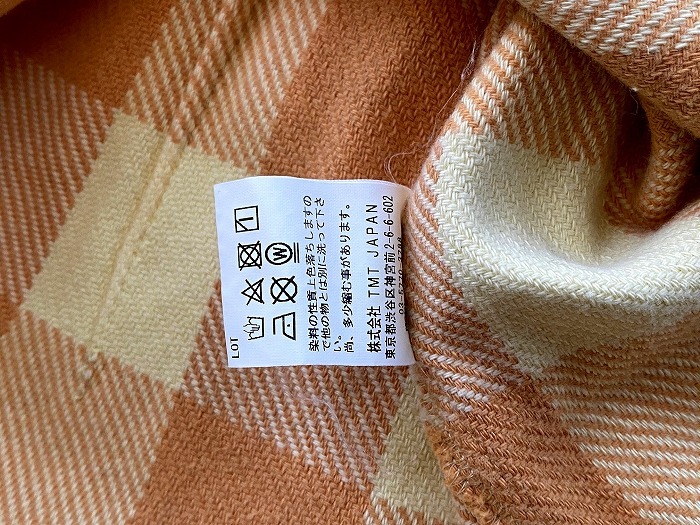 LOT
染料の性質上色落ちしますの
で他の物とは別に洗って下さ
い。
尚、多少縮む事があります。
株式会社 TMT JAPAN
東京都渋谷区神宮前2-6-6-602